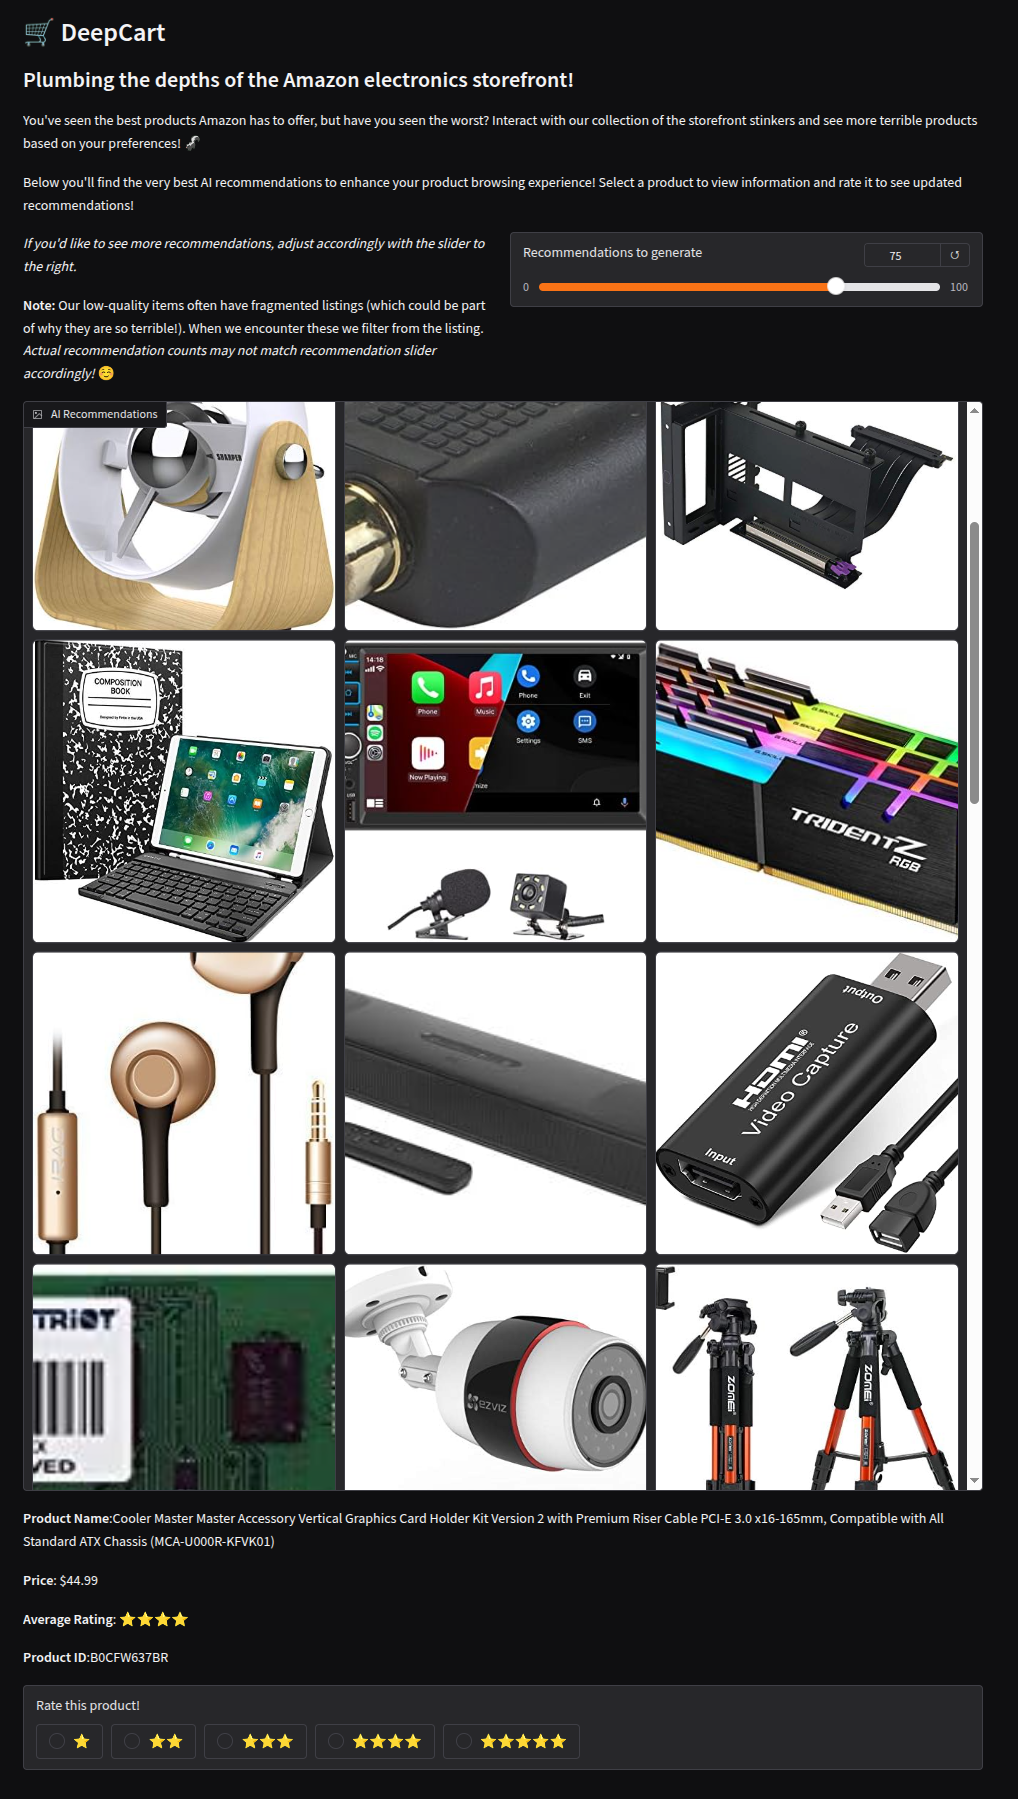 DeepCart
Plumbing the depths of the Amazon electronics storefront!
You've seen the best products Amazon has to offer, but have you seen the worst? Interact with our collection of the storefront stinkers and see more terrible products
based on your preferences! 🦨
Below you'll find the very best AI recommendations to enhance your product browsing experience! Select a product to view information and rate it to see updated
recommendations!
If you'd like to see more recommendations, adjust accordingly with the slider to
the right.
Recommendations to generate
75
0
100
Note: Our low-quality items often have fragmented listings (which could be part
of why they are so terrible!). When we encounter these we filter from the listing.
Actual recommendation counts may not match recommendation slider
accordingly! ☺️
AI Recommendations
SHARPER
COMPOSITION
BOOK
14:18
Phone
Music
Now Playing
Phone
Exit
Settings
SMS
G.SKILL
TRIDENTZ
RGB
Output
HDMI®
Video Capture
Input
TRIOT
X
VED
ezviz
ZOMEI
ZOMEI
Product Name:Cooler Master Master Accessory Vertical Graphics Card Holder Kit Version 2 with Premium Riser Cable PCI-E 3.0 x16-165mm, Compatible with All
Standard ATX Chassis (MCA-U000R-KFVK01)
Price: $44.99
Average Rating: ⭐⭐⭐⭐
Product ID:B0CFW637BR
Rate this product!
⭐
⭐⭐
⭐⭐⭐
⭐⭐⭐⭐
⭐⭐⭐⭐⭐